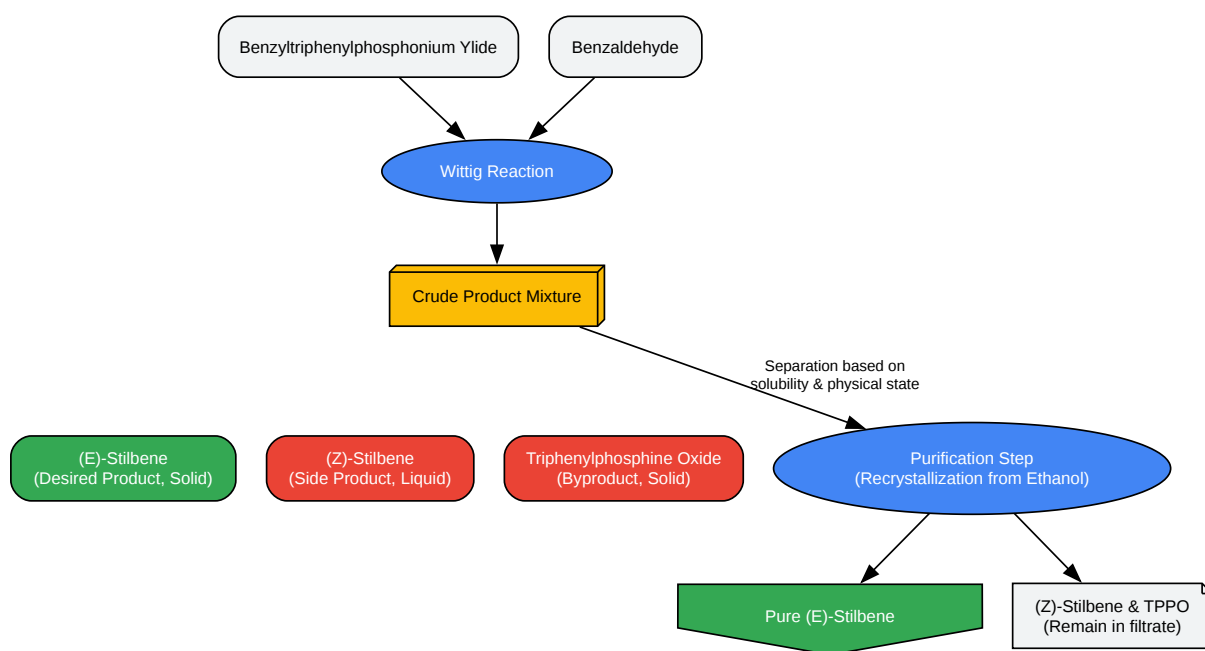 Benzyltriphenylphosphonium Ylide
Benzaldehyde
Wittig Reaction
Crude Product Mixture
Separation based on
solubility & physical state
(E)-Stilbene
(Desired Product, Solid)
(Z)-Stilbene
(Side Product, Liquid)
Triphenylphosphine Oxide
(Byproduct, Solid)
Purification Step
(Recrystallization from Ethanol)
Pure (E)-Stilbene
(Z)-Stilbene & TPPO
(Remain in filtrate)